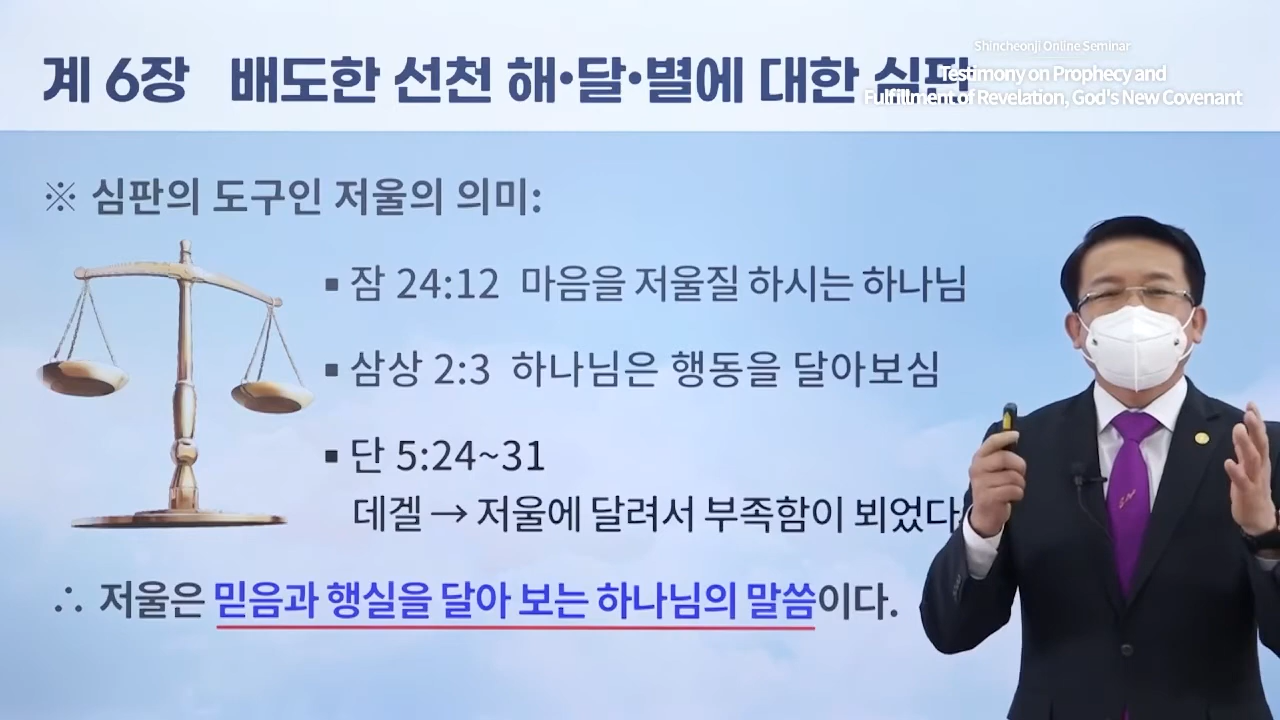 Shincheonji Online Seminar
Testimony on Prophecy and
Fulfillment of Revelation, God's New Covenant
계 6장 배도한 선천 해·달·별에 대한 심판
※ 심판의 도구인 저울의 의미:
▪ 잠 24:12 마음을 저울질 하시는 하나님
▪ 삼상 2:3 하나님은 행동을 달아보심
▪ 단 5:24~31
데겔 → 저울에 달려서 부족함이 뵈었다
∴ 저울은 믿음과 행실을 달아 보는 하나님의 말씀이다.